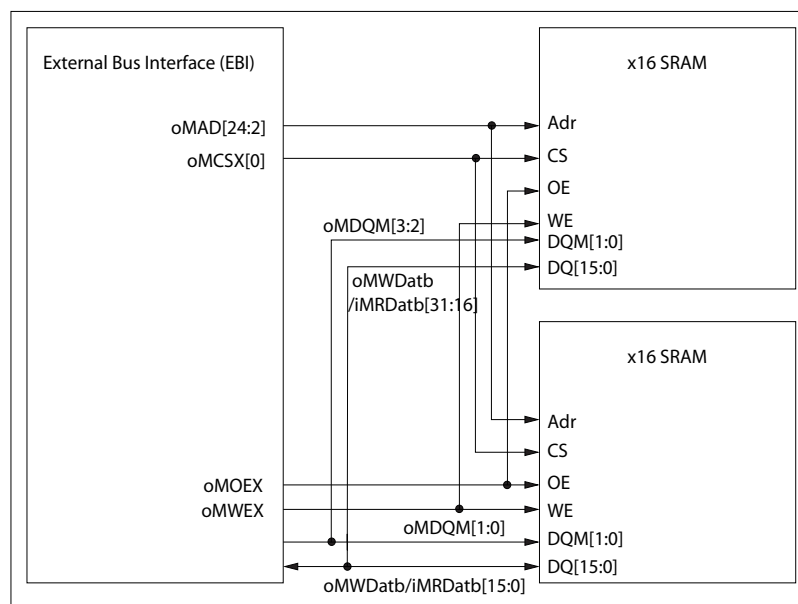 External Bus Interface (EBI)
oMAD[24:2]
oMCSX[0]
oMDQM[3:2]
oMWDatb
/iMRDatb[31:16]
oMOEX
oMWEX
oMDQM[1:0]
oMWDatb/iMRDatb[15:0]
x16 SRAM
Adr
CS
OE
WE
DQM[1:0]
DQ[15:0]
x16 SRAM
Adr
CS
OE
WE
DQM[1:0]
DQ[15:0]